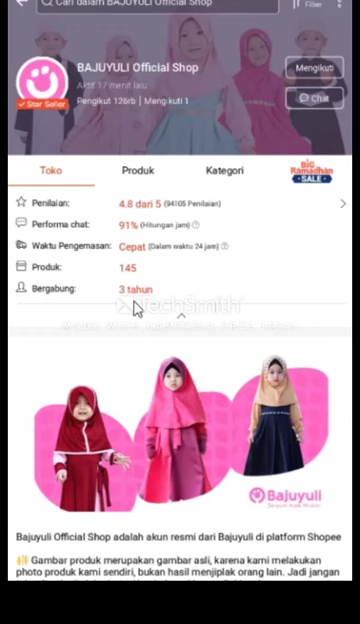 Cari dalam BAJUYULI Official Shop
Filter
BAJUYULI Official Shop
Aktif 17 menit lalu
Star Seller
Pengikut 126rb | Mengikuti 1
Mengikuti
Chat
Toko
Produk
Kategori
BIG
Ramadhan
SALE
Penilaian:
4.8 dari 5 (94105 Penilaian)
Performa chat:
91% (Hitungan jam)
Waktu Pengemasan:
Cepat (Dalam waktu 24 jam)
Produk:
145
Bergabung:
3 tahun
TechSmith
Bajuyuli
Bajuyuli Official Shop adalah akun resmi dari Bajuyuli di platform Shopee
Gambar produk merupakan gambar asli, karena kami melakukan
photo produk kami sendiri, bukan hasil menjiplak orang lain. Jadi jangan